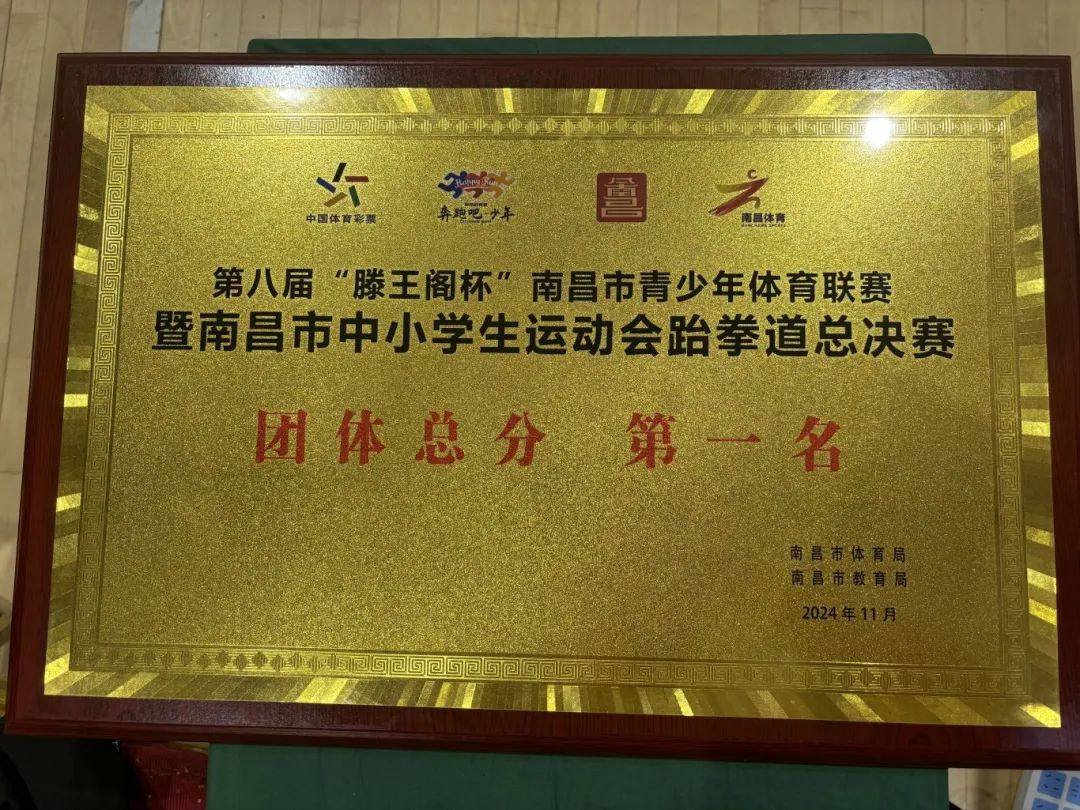 中国体育彩票
Happy Run
奔跑吧 少年
南昌
南昌体育
第八届“滕王阁杯”南昌市青少年体育联赛
暨南昌市中小学生运动会跆拳道总决赛
团体总分 第一名
南昌市体育局
南昌市教育局
2024年11月